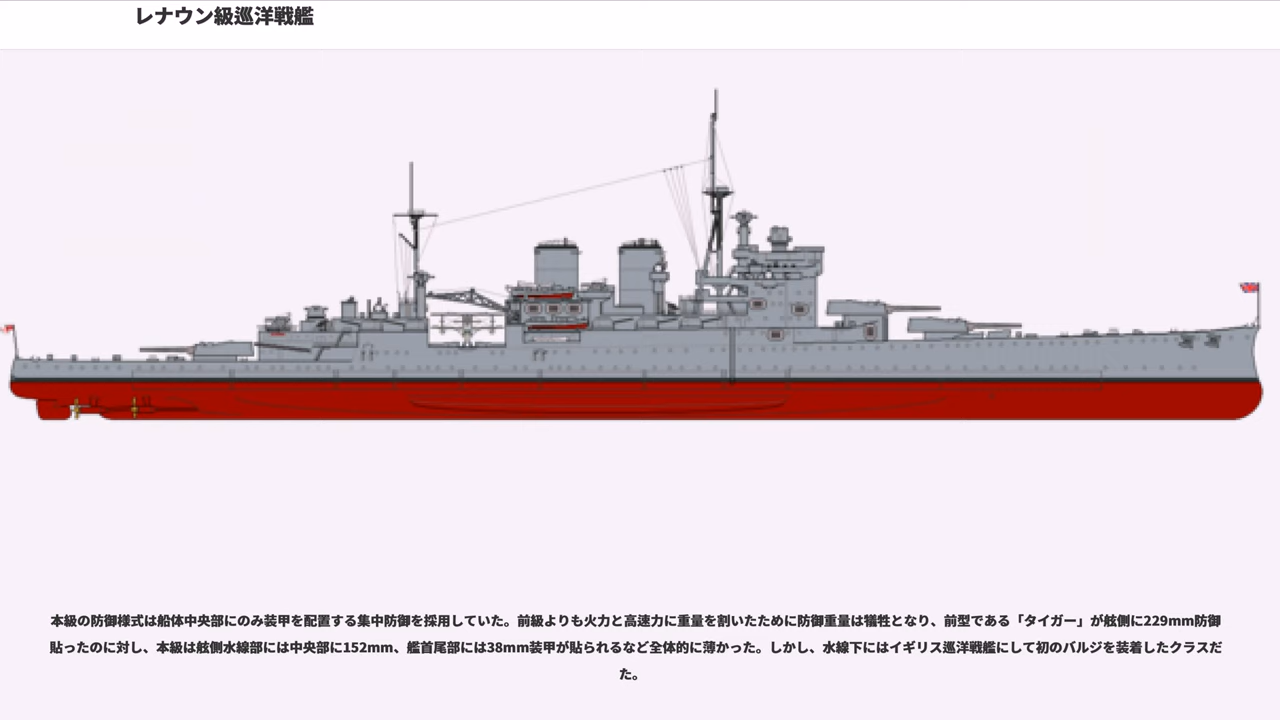 レナウン級巡洋戦艦
本級の防御様式は船体中央部にのみ装甲を配置する集中防御を採用していた。前級よりも火力と高速力に重量を割いたために防御重量は犠牲となり、前型である「タイガー」が舷側に229mm防御
貼ったのに対し、本級は舷側水線部には中央部に152mm、艦首尾部には38mm装甲が貼られるなど全体的に薄かった。しかし、水線下にはイギリス巡洋戦艦にして初のバルジを装着したクラスだ
た。